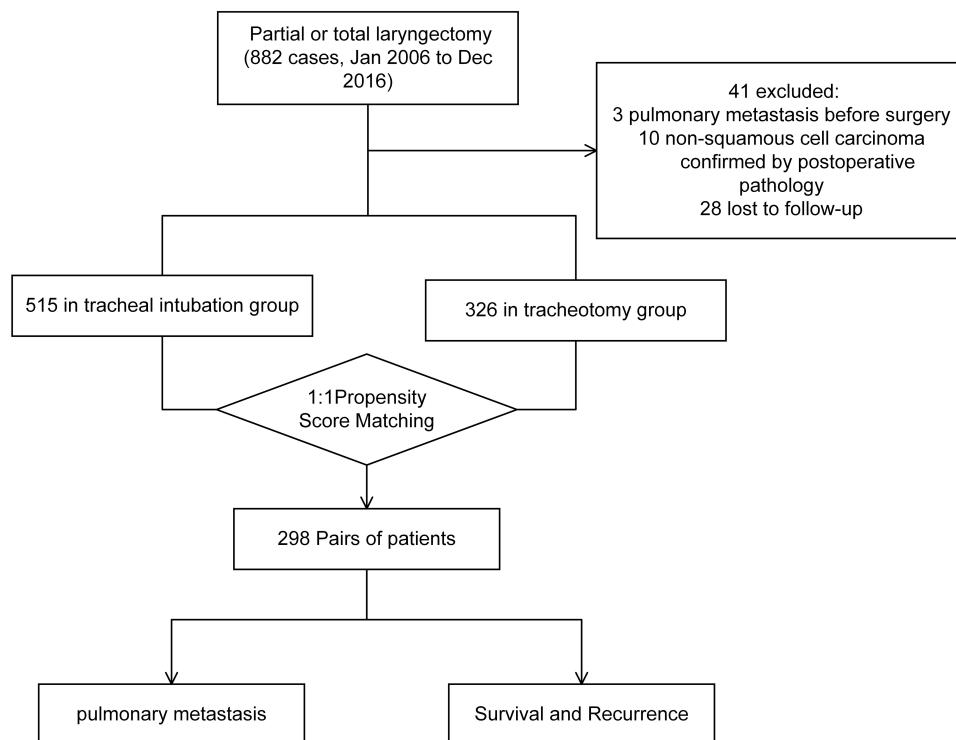 Partial or total laryngectomy
(882 cases, Jan 2006 to Dec
2016)
41 excluded:
3 pulmonary metastasis before surgery
10 non-squamous cell carcinoma
confirmed by postoperative
pathology
28 lost to follow-up
515 in tracheal intubation group
326 in tracheotomy group
1:1Propensity
Score Matching
298 Pairs of patients
pulmonary metastasis
Survival and Recurrence